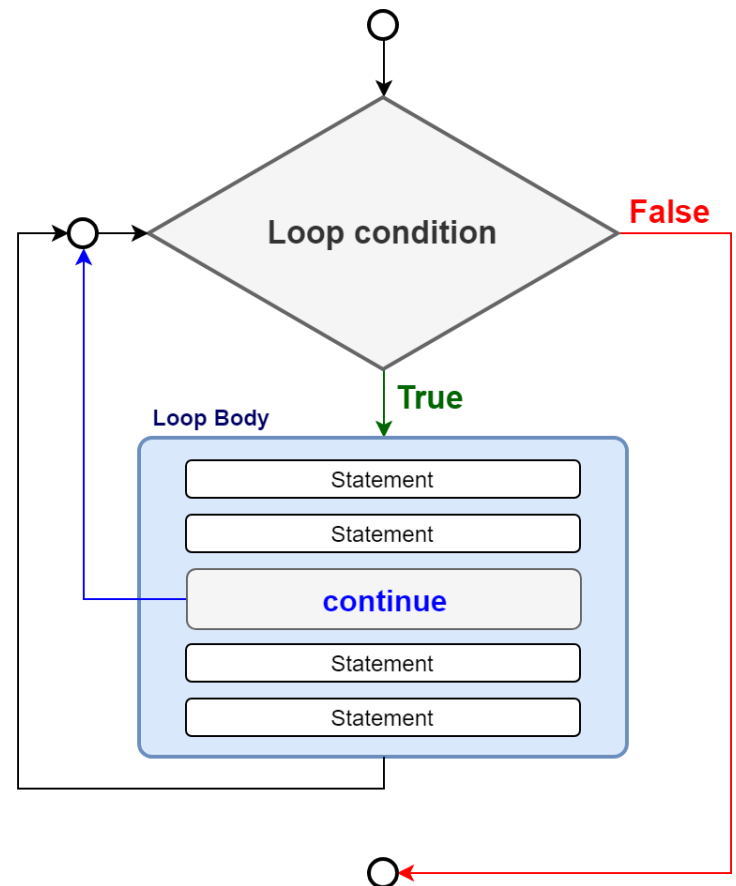 Loop condition
False
True
Loop Body
Statement
Statement
continue
Statement
Statement